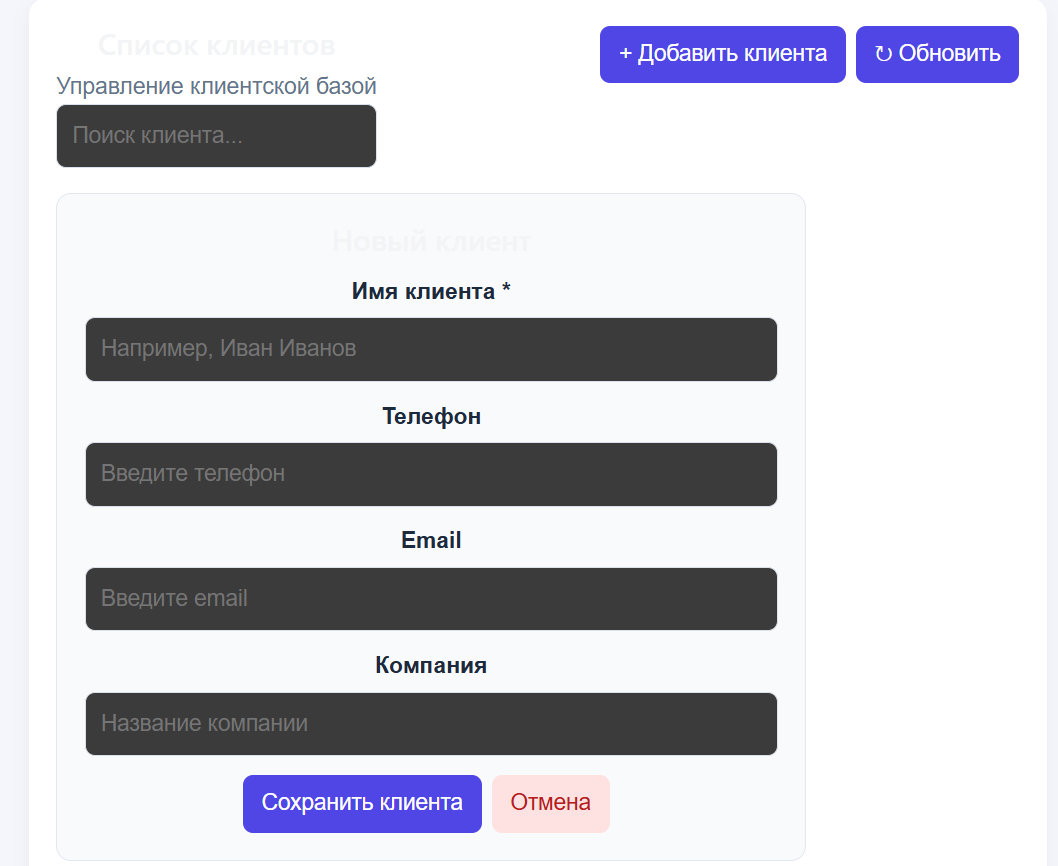 Список клиентов
+ Добавить клиента
↻ Обновить
Управление клиентской базой
Поиск клиента...
Новый клиент
Имя клиента *
Например, Иван Иванов
Телефон
Введите телефон
Email
Введите email
Компания
Название компании
Сохранить клиента
Отмена